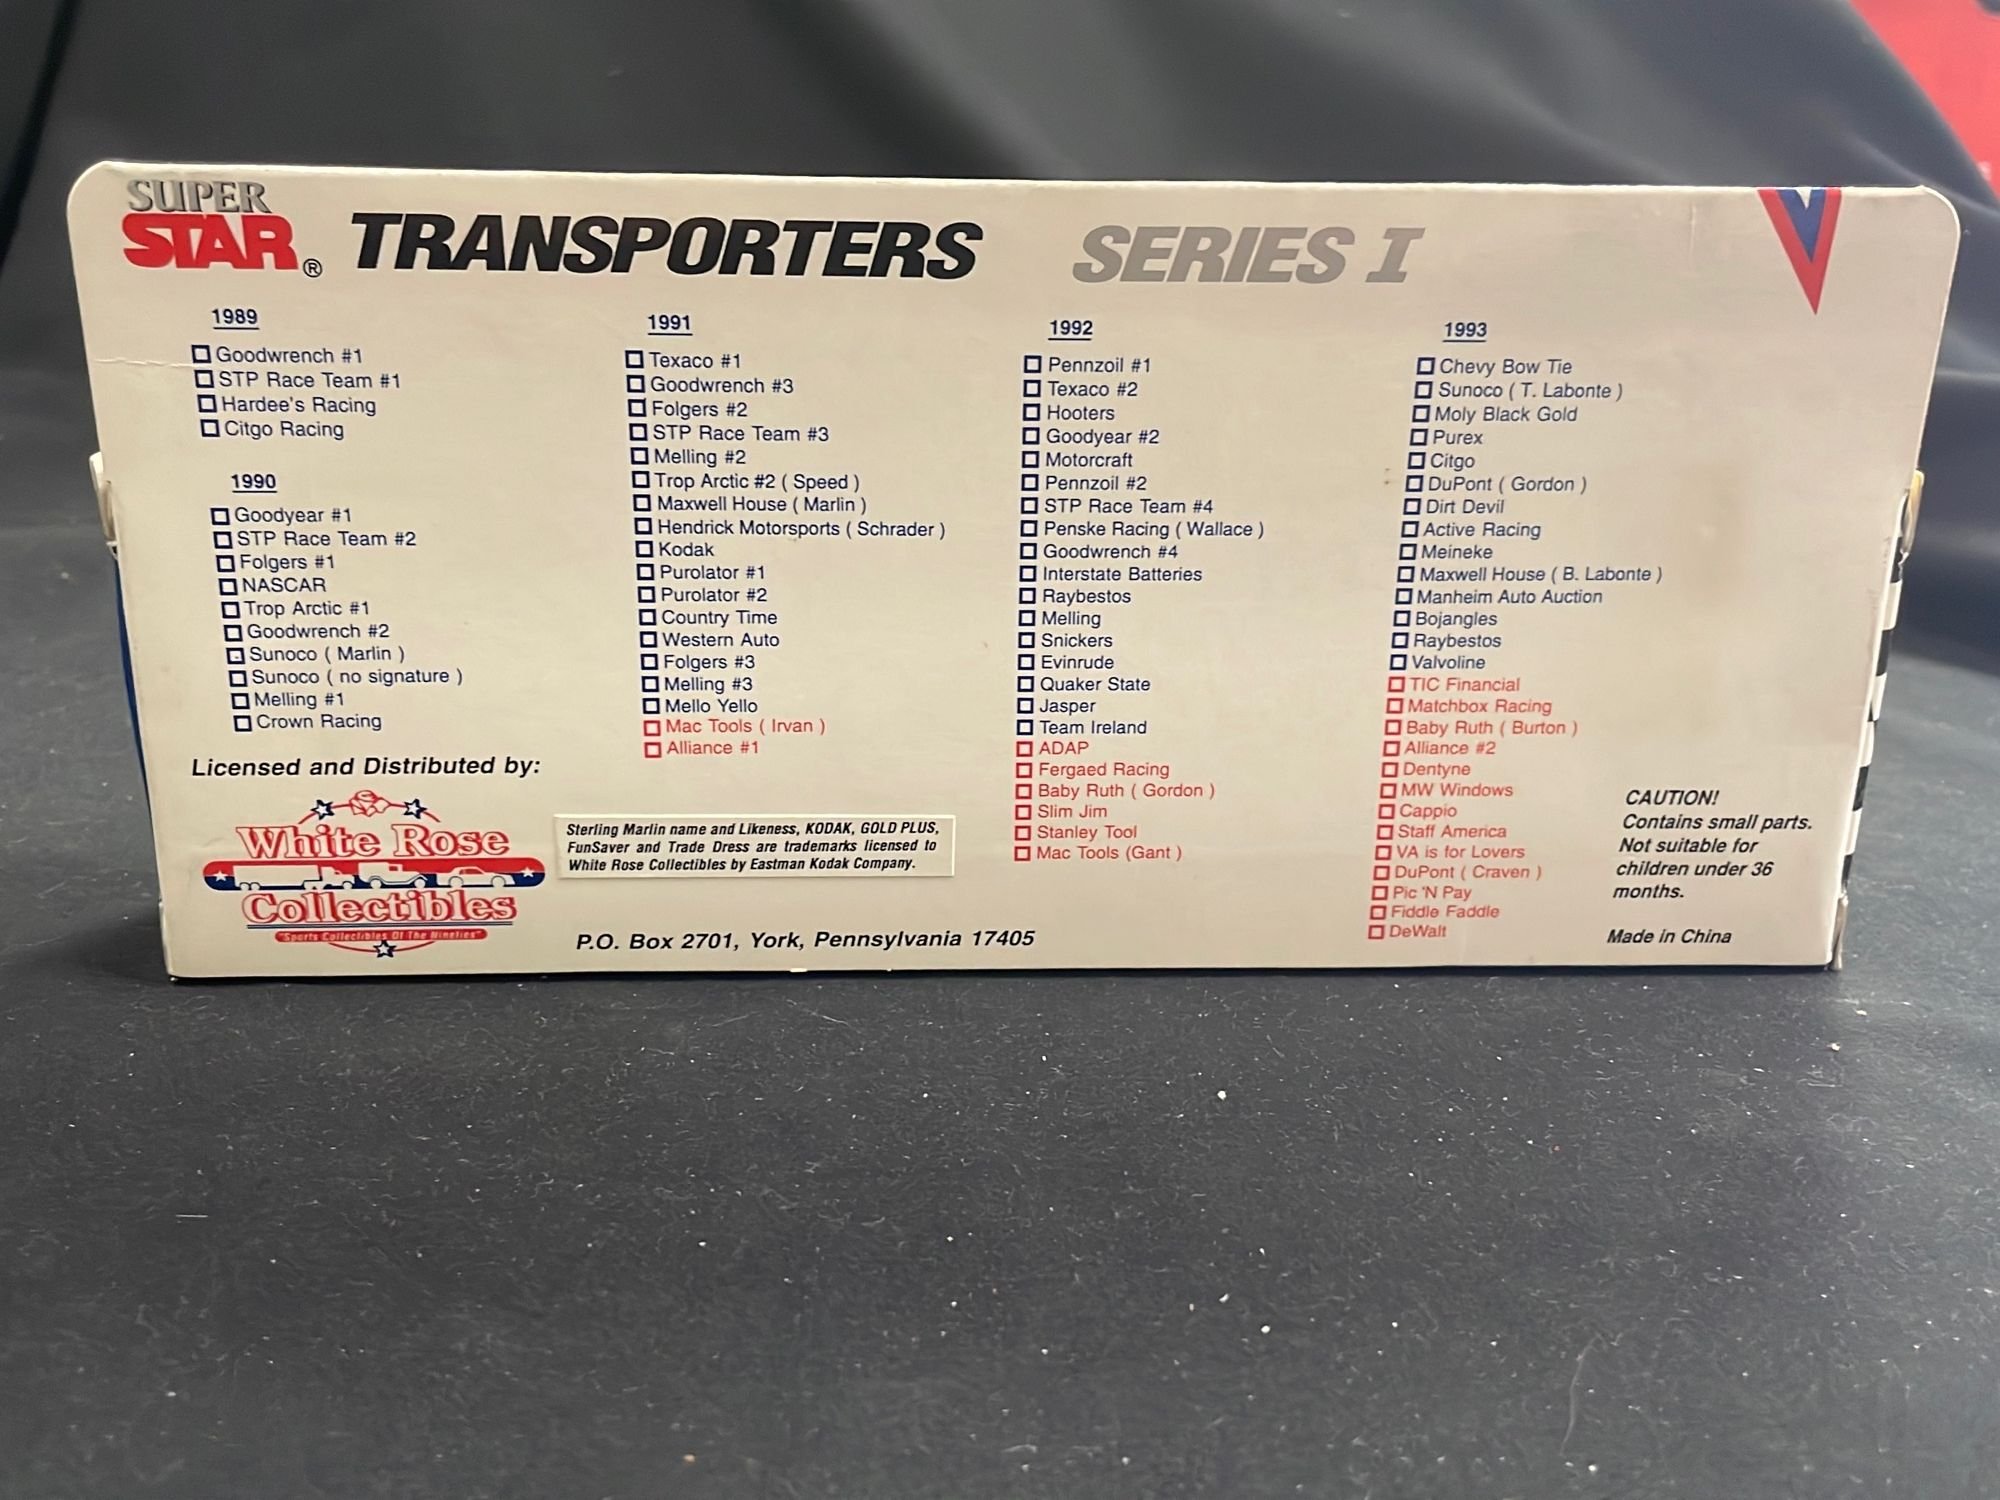 SUPER
STAR® TRANSPORTERS SERIES I
1989
Goodwrench #1
STP Race Team #1
Hardee's Racing
Citgo Racing
1990
Goodyear #1
STP Race Team #2
Folgers #1
NASCAR
Trop Arctic #1
Goodwrench #2
Sunoco ( Marlin )
Sunoco ( no signature )
Melling #1
Crown Racing
1991
Texaco #1
Goodwrench #3
Folgers #2
STP Race Team #3
Melling #2
Trop Arctic #2 ( Speed )
Maxwell House ( Marlin )
Hendrick Motorsports ( Schrader )
Kodak
Purolator #1
Purolator #2
Country Time
Western Auto
Folgers #3
Melling #3
Mello Yello
Mac Tools ( Irvan )
Alliance #1
1992
Pennzoil #1
Texaco #2
Hooters
Goodyear #2
Motorcraft
Pennzoil #2
STP Race Team #4
Penske Racing ( Wallace )
Goodwrench #4
Interstate Batteries
Raybestos
Melling
Snickers
Evinrude
Quaker State
Jasper
Team Ireland
ADAP
Fergaed Racing
Baby Ruth ( Gordon )
Slim Jim
Stanley Tool
Mac Tools (Gant )
1993
Chevy Bow Tie
Sunoco ( T. Labonte )
Moly Black Gold
Purex
Citgo
DuPont ( Gordon )
Dirt Devil
Active Racing
Meineke
Maxwell House ( B. Labonte )
Manheim Auto Auction
Bojangles
Raybestos
Valvoline
TIC Financial
Matchbox Racing
Baby Ruth ( Burton )
Alliance #2
Dentyne
MW Windows
Cappio
Staff America
VA is for Lovers
DuPont ( Craven )
Pic 'N Pay
Fiddle Faddle
DeWalt
Licensed and Distributed by:
White Rose
Collectibles
"Sports Collectibles Of The Nineties"
Sterling Marlin name and Likeness, KODAK, GOLD PLUS,
FunSaver and Trade Dress are trademarks licensed to
White Rose Collectibles by Eastman Kodak Company.
P.O. Box 2701, York, Pennsylvania 17405
CAUTION!
Contains small parts.
Not suitable for
children under 36
months.
Made in China